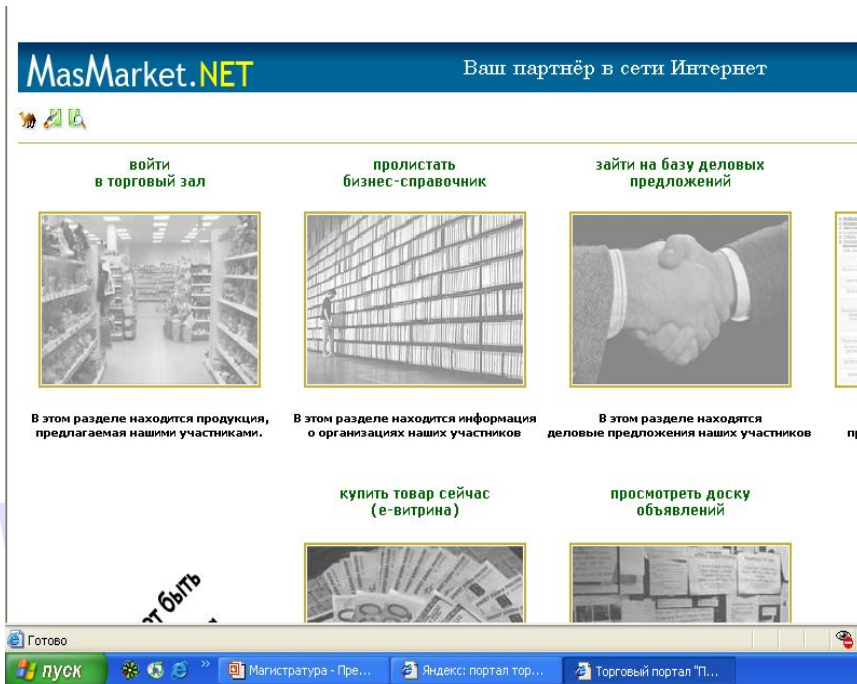 MasMarket.NET
Ваш партнёр в сети Интернет
войти
в торговый зал
пролистать
бизнес-справочник
зайти на базу деловых
предложений
В этом разделе находится продукция,
предлагаемая нашими участниками.
В этом разделе находится информация
о организациях наших участников
В этом разделе находятся
деловые предложения наших участников
купить товар сейчас
(е-витрина)
просмотреть доску
объявлений
быть
Готово
пуск
Магистратура - Пре...
Яндекс: портал тор...
Торговый портал "П...